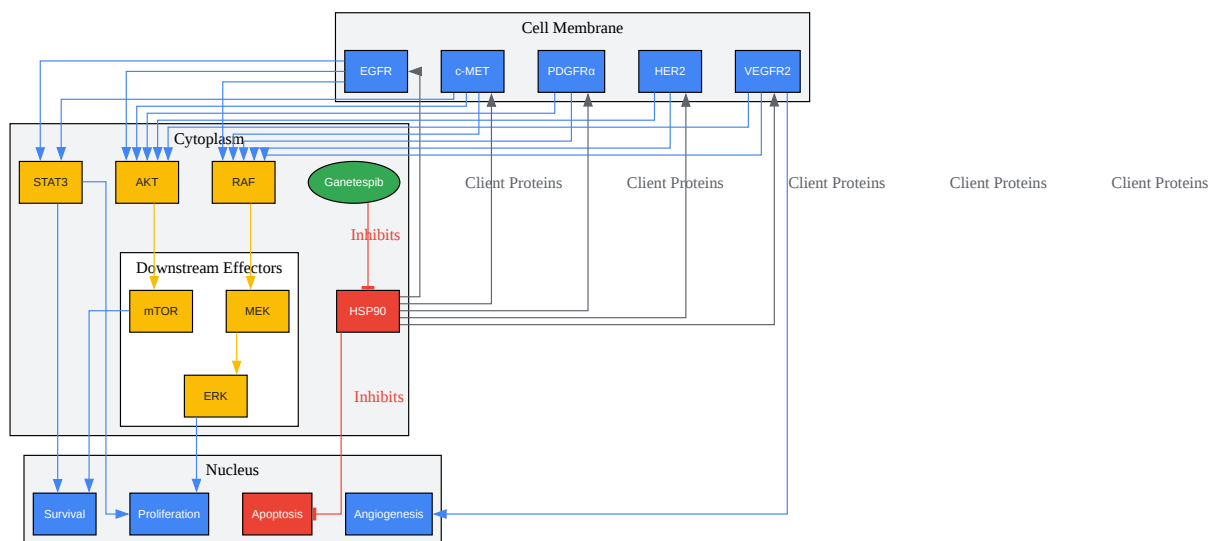 Cell Membrane
EGFR
c-MET
PDGFRα
HER2
VEGFR2
Cytoplasm
STAT3
AKT
RAF
Ganetespib
Client Proteins
Client Proteins
Client Proteins
Client Proteins
Client Proteins
Inhibits
Downstream Effectors
mTOR
MEK
HSP90
ERK
Inhibits
Nucleus
Survival
Proliferation
Apoptosis
Angiogenesis